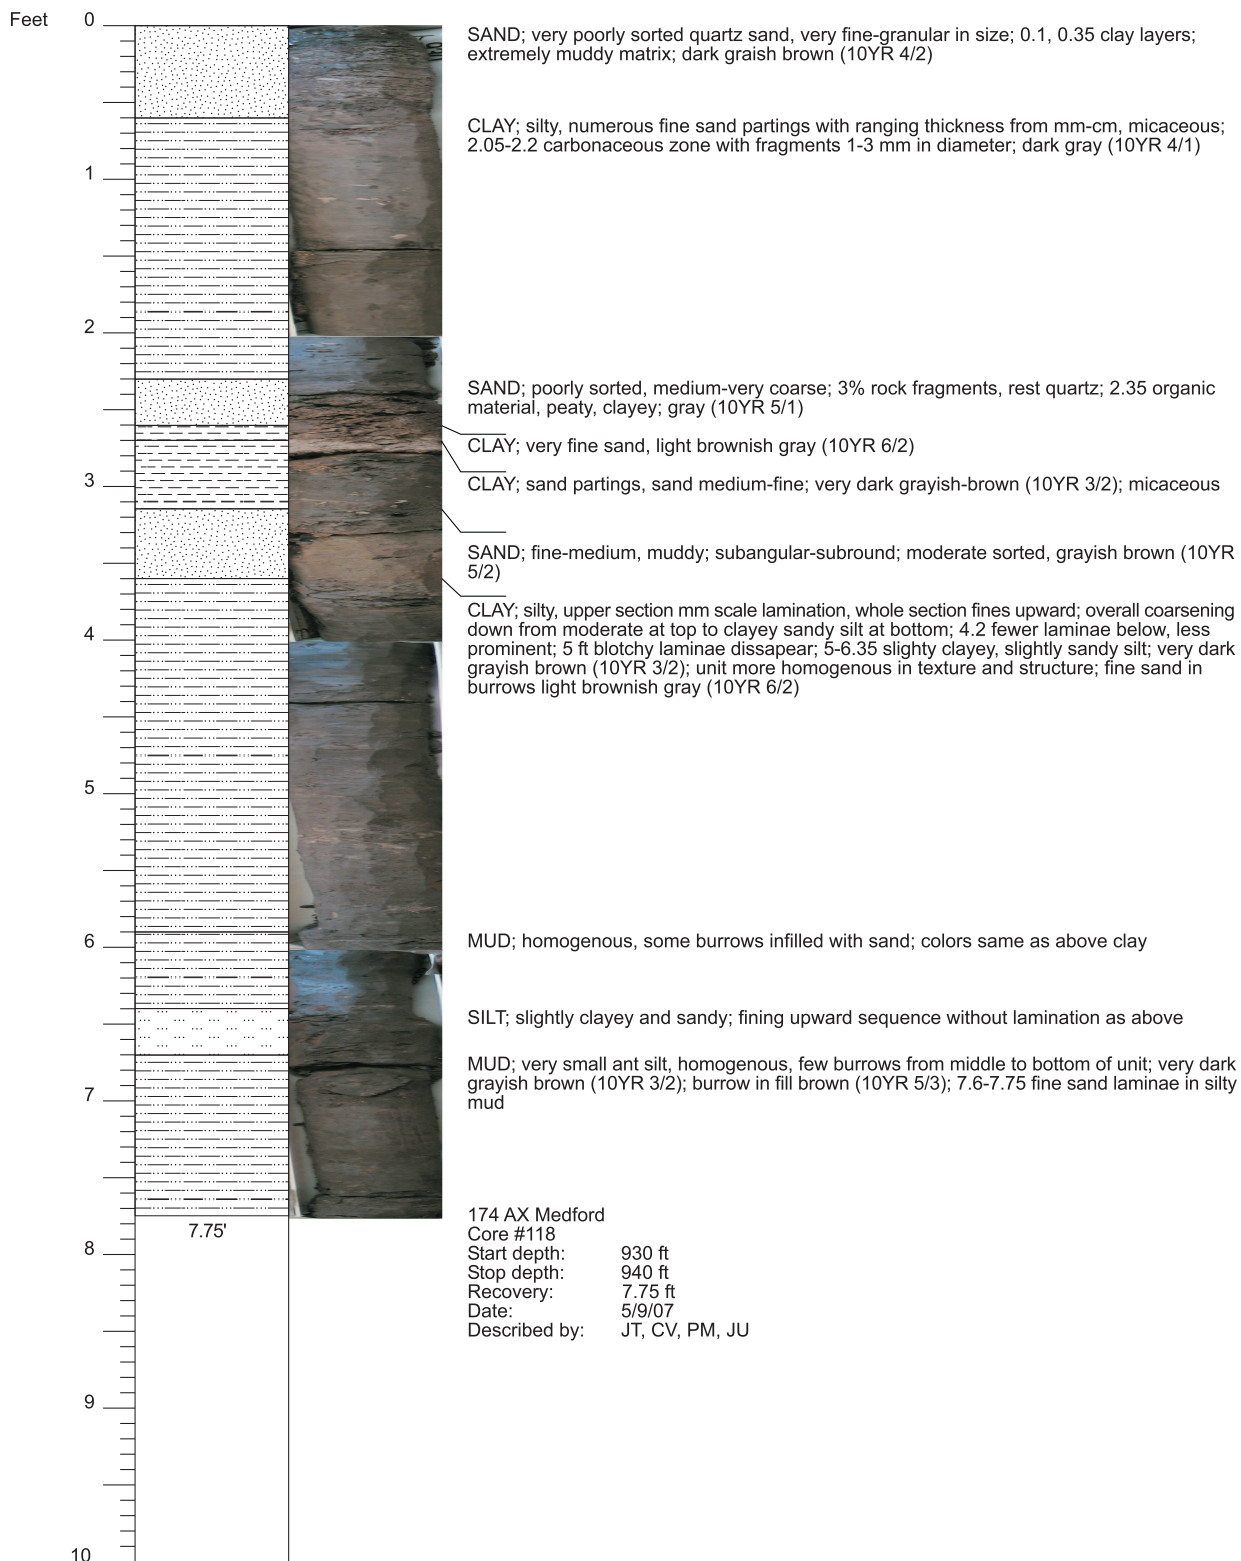 Feet
0
SAND; very poorly sorted quartz sand, very fine-granular in size; 0.1, 0.35 clay layers;
extremely muddy matrix; dark graish brown (10YR 4/2)
CLAY; silty, numerous fine sand partings with ranging thickness from mm-cm, micaceous;
2.05-2.2 carbonaceous zone with fragments 1-3 mm in diameter; dark gray (10YR 4/1)
1
2
SAND; poorly sorted, medium-very coarse; 3% rock fragments, rest quartz; 2.35 organic
material, peaty, clayey; gray (10YR 5/1)
CLAY; very fine sand, light brownish gray (10YR 6/2)
3
CLAY; sand partings, sand medium-fine; very dark grayish-brown (10YR 3/2); micaceous
SAND; fine-medium, muddy; subangular-subround; moderate sorted, grayish brown (10YR
5/2)
CLAY; silty, upper section mm scale lamination, whole section fines upward; overall coarsening
down from moderate at top to clayey sandy silt at bottom; 4.2 fewer laminae below, less
prominent; 5 ft blotchy laminae dissapear; 5-6.35 slighty clayey, slightly sandy silt; very dark
grayish brown (10YR 3/2); unit more homogenous in texture and structure; fine sand in
burrows light brownish gray (10YR 6/2)
4
5
6
MUD; homogenous, some burrows infilled with sand; colors same as above clay
SILT; slightly clayey and sandy; fining upward sequence without lamination as above
MUD; very small ant silt, homogenous, few burrows from middle to bottom of unit; very dark
grayish brown (10YR 3/2); burrow in fill brown (10YR 5/3); 7.6-7.75 fine sand laminae in silty
mud
7
7.75'
8
174 AX Medford
Core #118
Start depth: 930 ft
Stop depth: 940 ft
Recovery: 7.75 ft
Date: 5/9/07
Described by: JT, CV, PM, JU
9
10